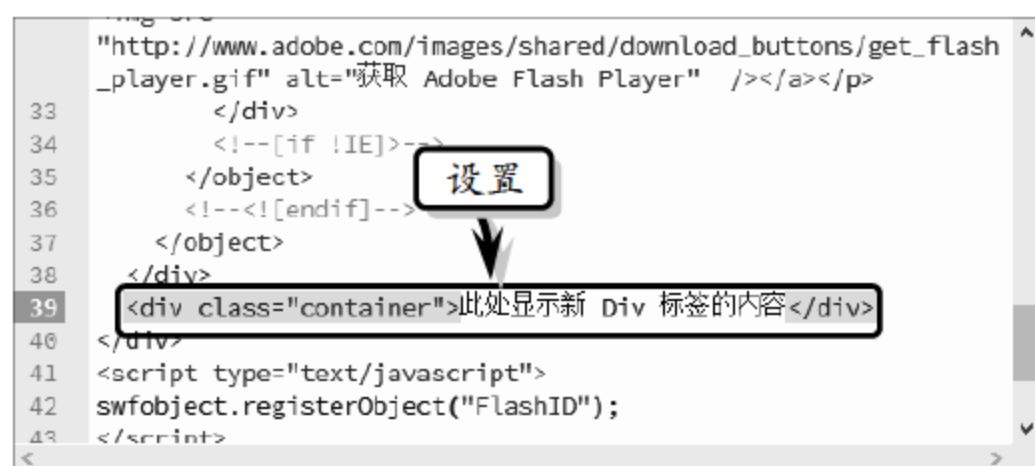 <img src
"http://www.adobe.com/images/shared/download_buttons/get_flash
_player.gif" alt="获取 Adobe Flash Player"  /></a></p>
33 </div>
34 <!--[if !IE]>-->
35 </object>
设置
36 <!--<![endif]-->
37 </object>
38 </div>
39 <div class="container">此处显示新 Div 标签的内容</div>
40 </div>
41 <script type="text/javascript">
42 swfobject.registerObject("FlashID");
43 </script>